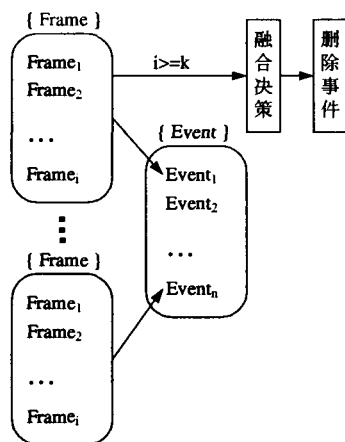 { Frame }
Frame₁
Frame₂
...
Frameᵢ
i>=k
融合决策
删除事件
{ Event }
Event₁
Event₂
...
Eventₙ
{ Frame }
Frame₁
Frame₂
...
Frameᵢ